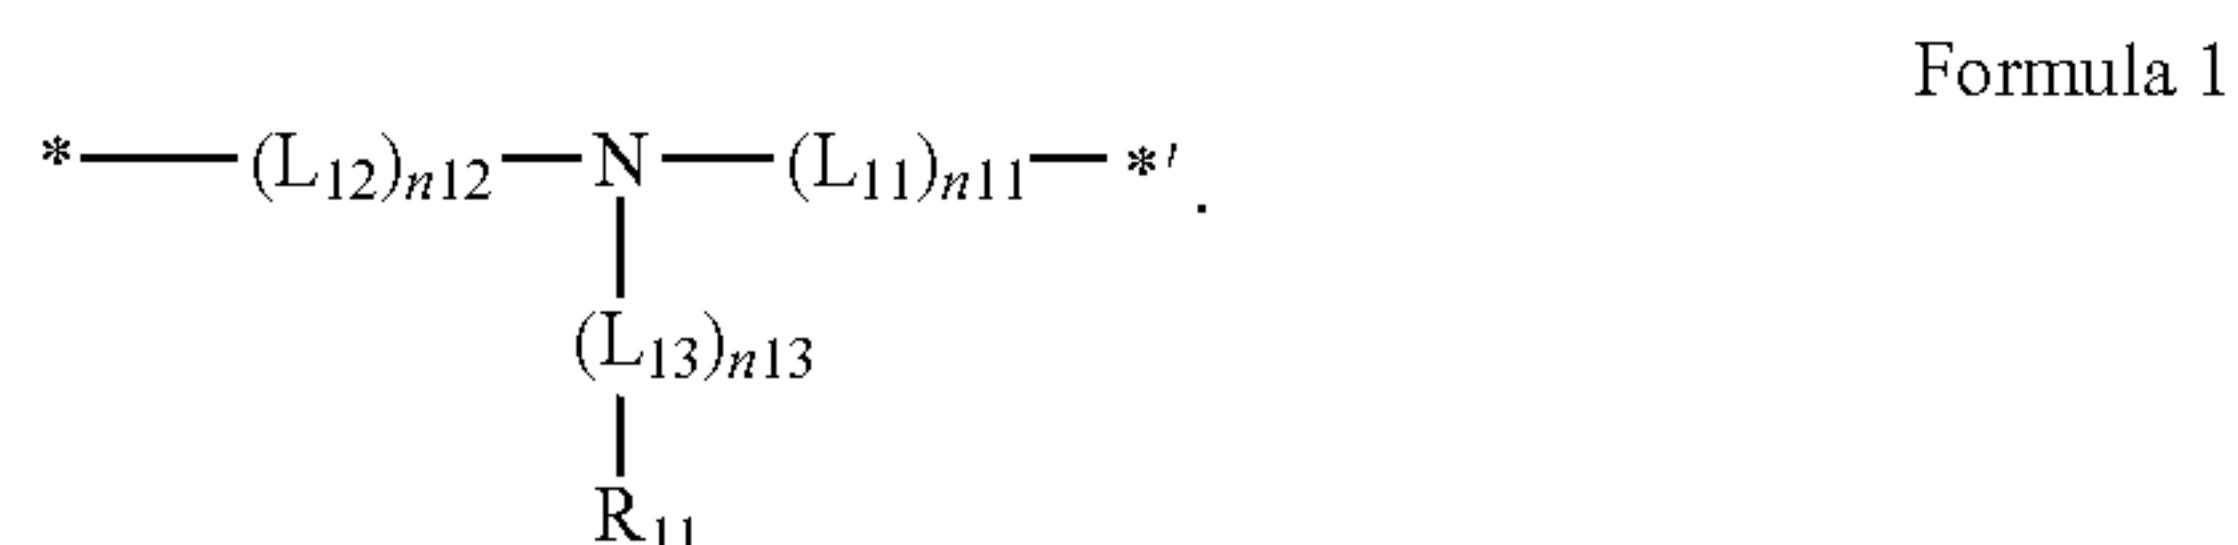 Formula 1
*—(L12)n12—N—(L11)n11—*′.
(L13)n13
R11